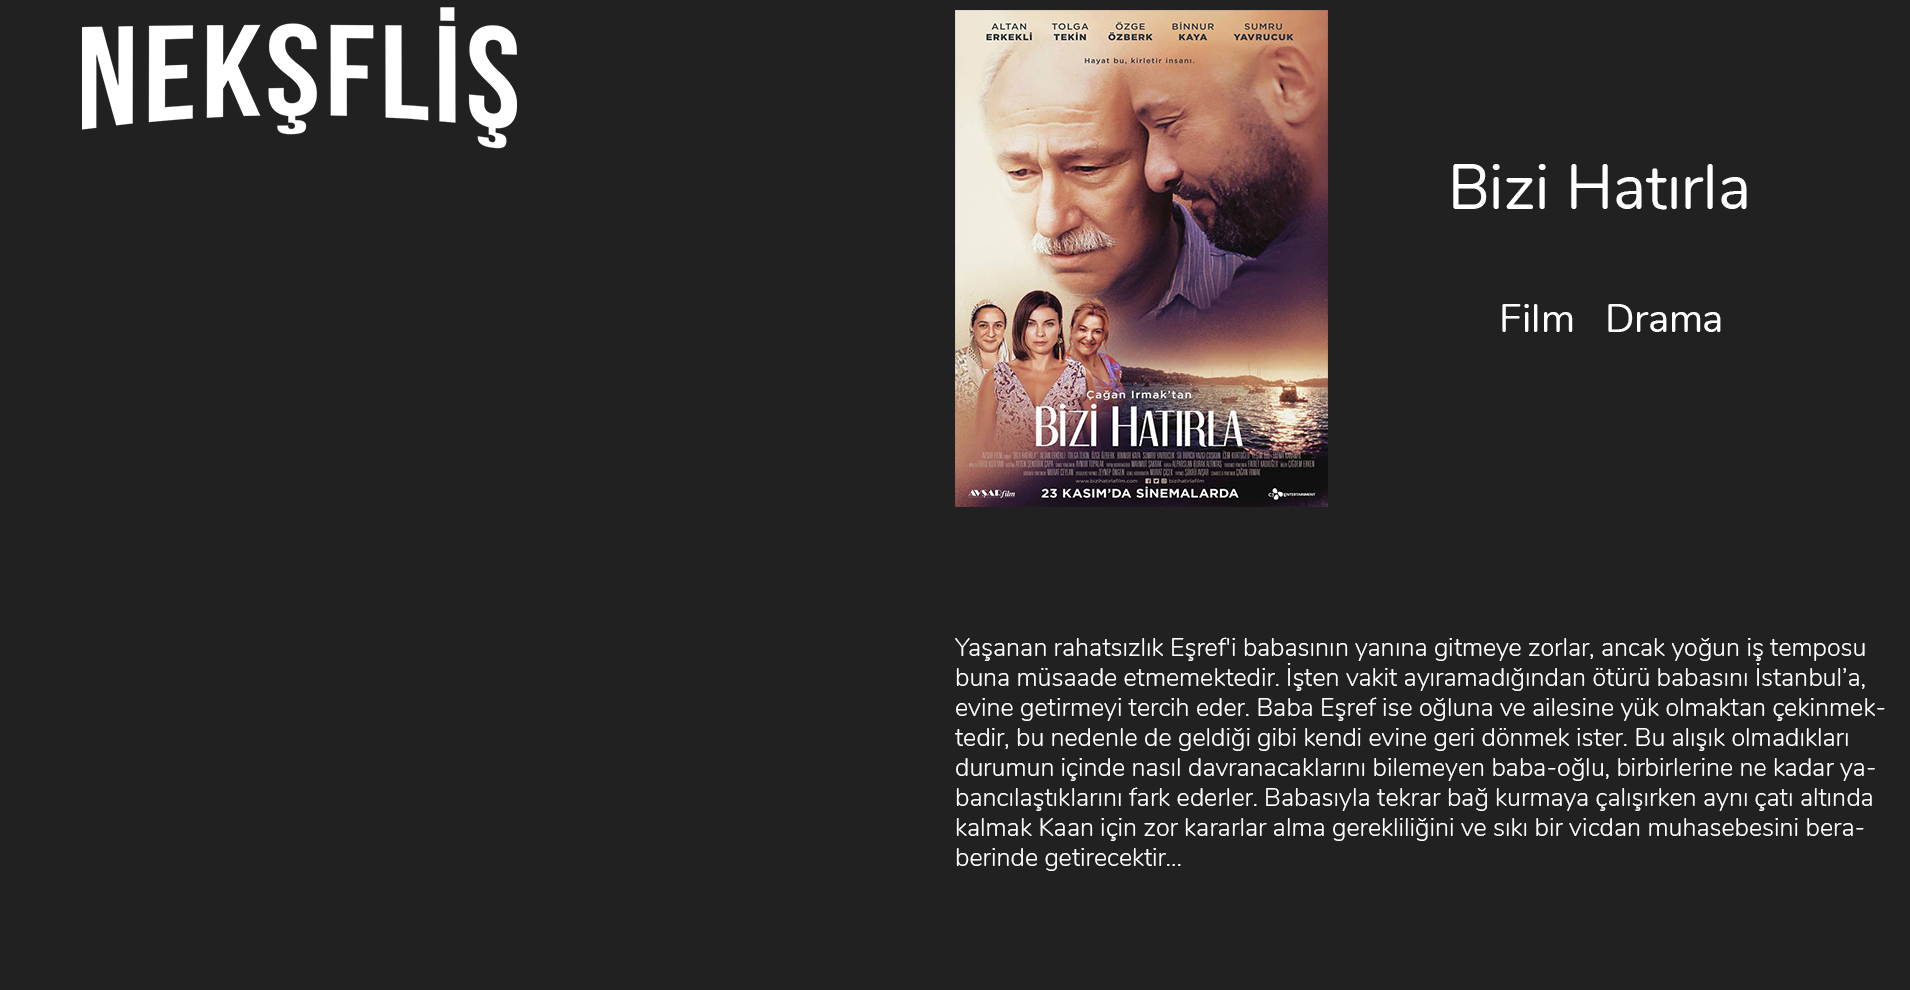 NEKŞFLİŞ
ALTAN ERKEKLİ
TOLGA TEKİN
ÖZGE ÖZBERK
BİNNUR KAYA
SUMRU YAVRUCUK
Hayat bu, kirletir insanı.
Çağan Irmak'tan
BİZİ HATIRLA
www.bizihatirlafilm.com bizihatirlafilm
AVŞAR film
23 KASIM'DA SİNEMALARDA
CJ ENTERTAINMENT
Bizi Hatırla
Film Drama
Yaşanan rahatsızlık Eşref'i babasının yanına gitmeye zorlar, ancak yoğun iş temposu
buna müsaade etmemektedir. İşten vakit ayıramadığından ötürü babasını İstanbul’a,
evine getirmeyi tercih eder. Baba Eşref ise oğluna ve ailesine yük olmaktan çekinmek-
tedir, bu nedenle de geldiği gibi kendi evine geri dönmek ister. Bu alışık olmadıkları
durumun içinde nasıl davranacaklarını bilemeyen baba-oğlu, birbirlerine ne kadar ya-
bancılaştıklarını fark ederler. Babasıyla tekrar bağ kurmaya çalışırken aynı çatı altında
kalmak Kaan için zor kararlar alma gerekliliğini ve sıkı bir vicdan muhasebesini bera-
berinde getirecektir...